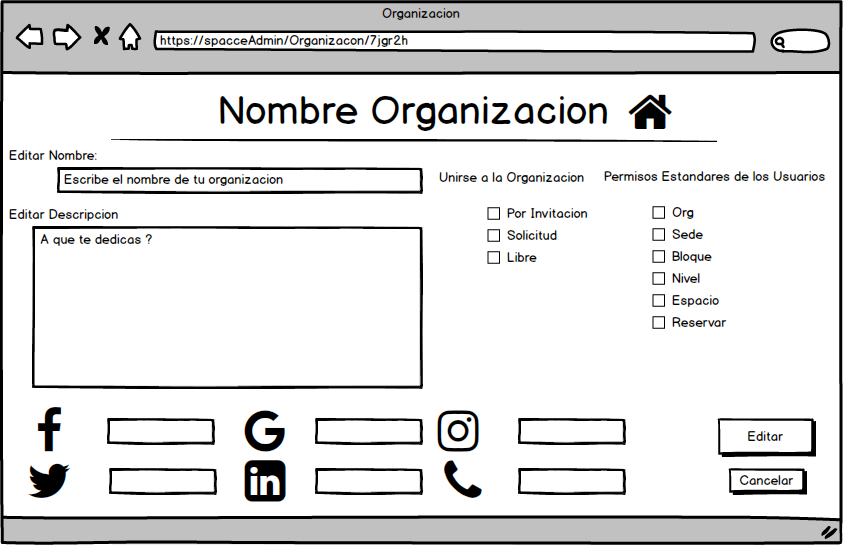 Organizacion
https://spacceAdmin/Organizacon/7jgr2h
Nombre Organizacion
Editar Nombre:
Escribe el nombre de tu organizacion
Editar Descripcion
A que te dedicas ?
Unirse a la Organizacion
Por Invitacion
Solicitud
Libre
Permisos Estandares de los Usuarios
Org
Sede
Bloque
Nivel
Espacio
Reservar
Editar
Cancelar